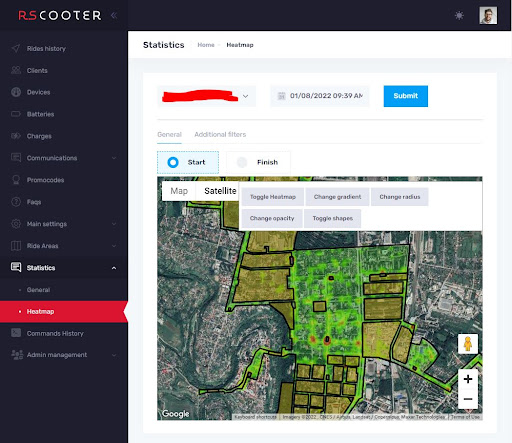 RSCOOTER
Statistics
Home
Heatmap
Rides history
Clients
Devices
Batteries
Charges
Communications
Promocodes
Faqs
Main settings
Ride Areas
Statistics
General
Heatmap
Commands History
Admin management
01/08/2022 09:39 AM
Submit
General
Additional filters
Start
Finish
Map
Satellite
Toggle Heatmap
Change gradient
Change radius
Change opacity
Toggle shapes
Google
Keyboard shortcuts
Imagery ©2022 , CNES / Airbus, Landsat / Copernicus, Maxar Technologies
Terms of Use